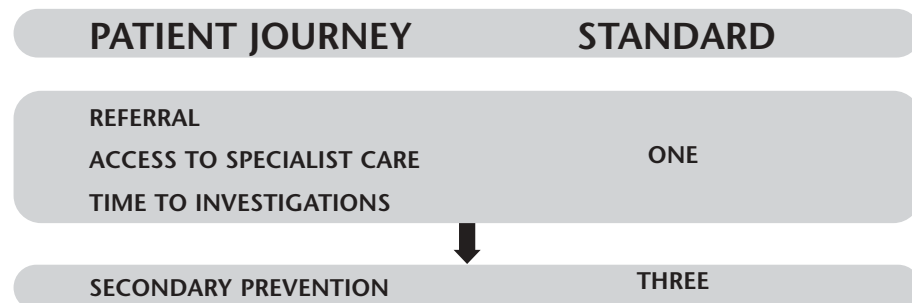 PATIENT JOURNEY STANDARD
REFERRAL
ACCESS TO SPECIALIST CARE ONE
TIME TO INVESTIGATIONS
SECONDARY PREVENTION THREE